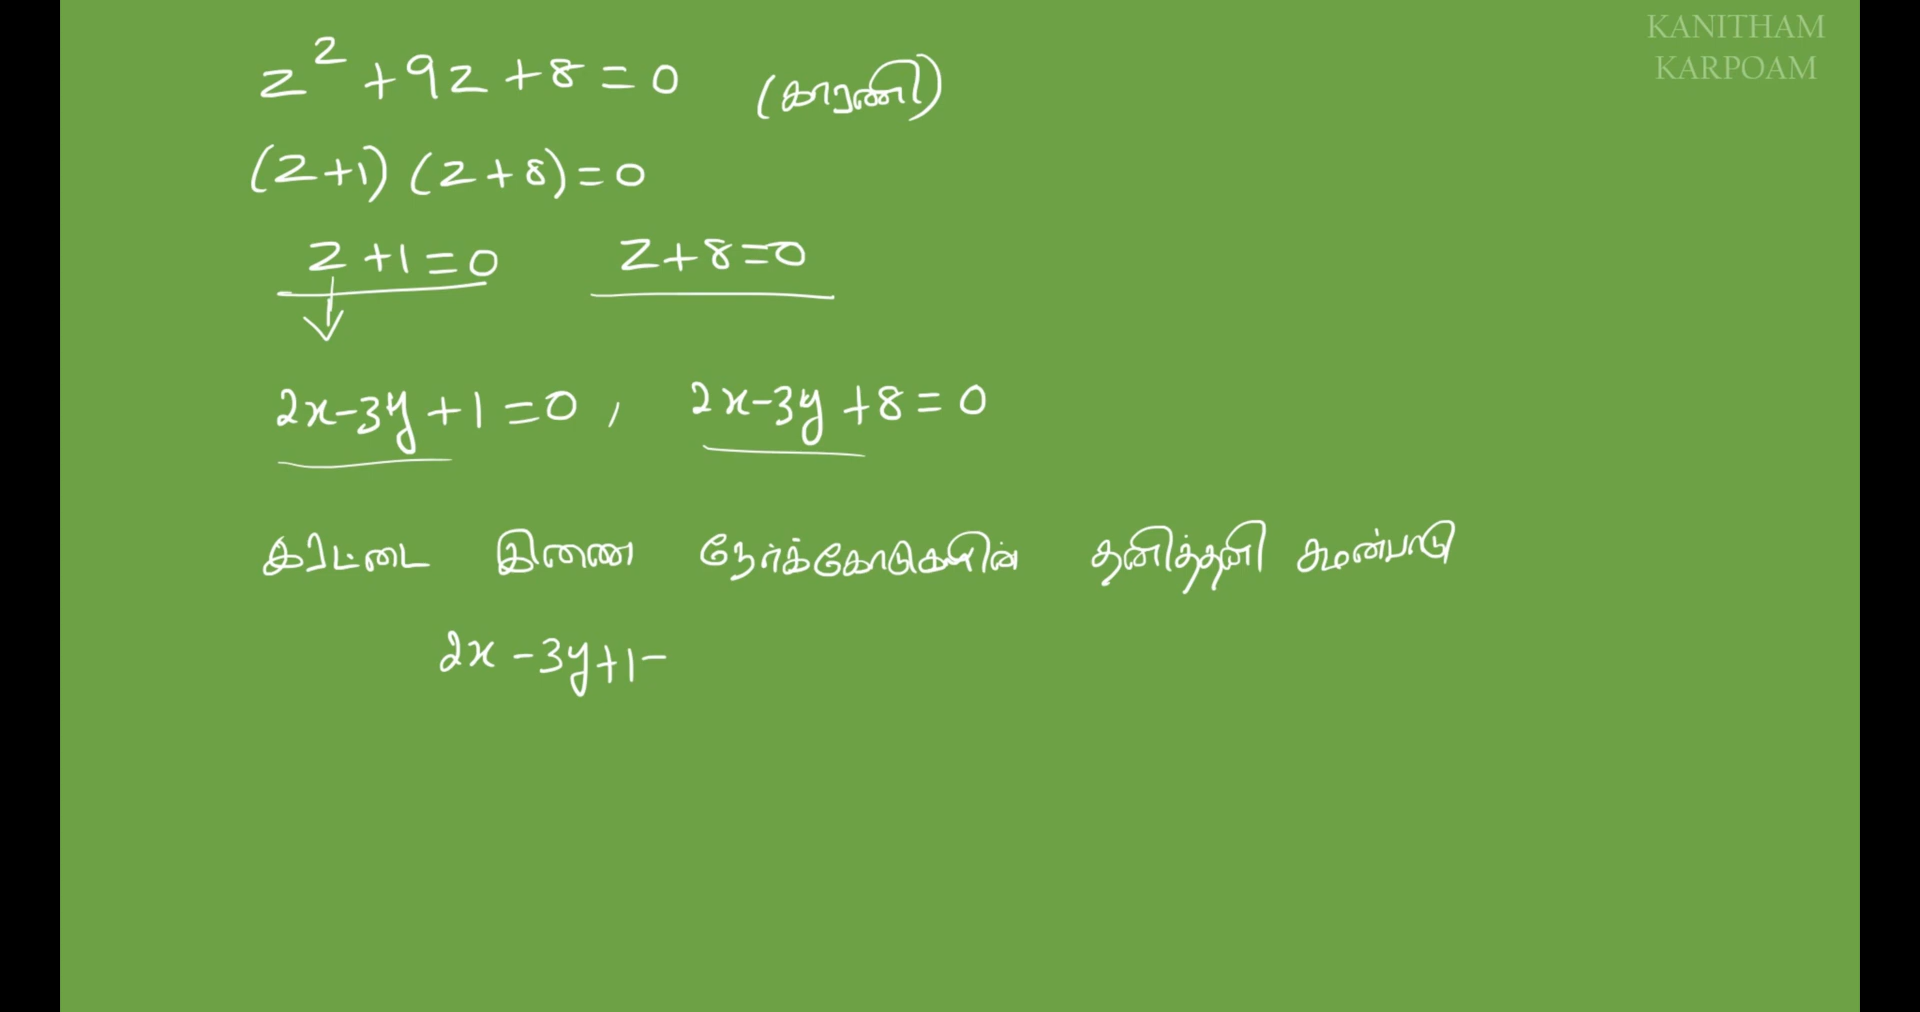 KANITHAM
KARPOAM
z² + 9z + 8 = 0 (காரணி)
(z+1) (z+8) = 0
z+1=0 z+8=0
2x-3y+1=0, 2x-3y+8=0
இரட்டை இணை நேர்க்கோடுகளின் தனித்தனி சமன்பாடு
2x-3y+1-